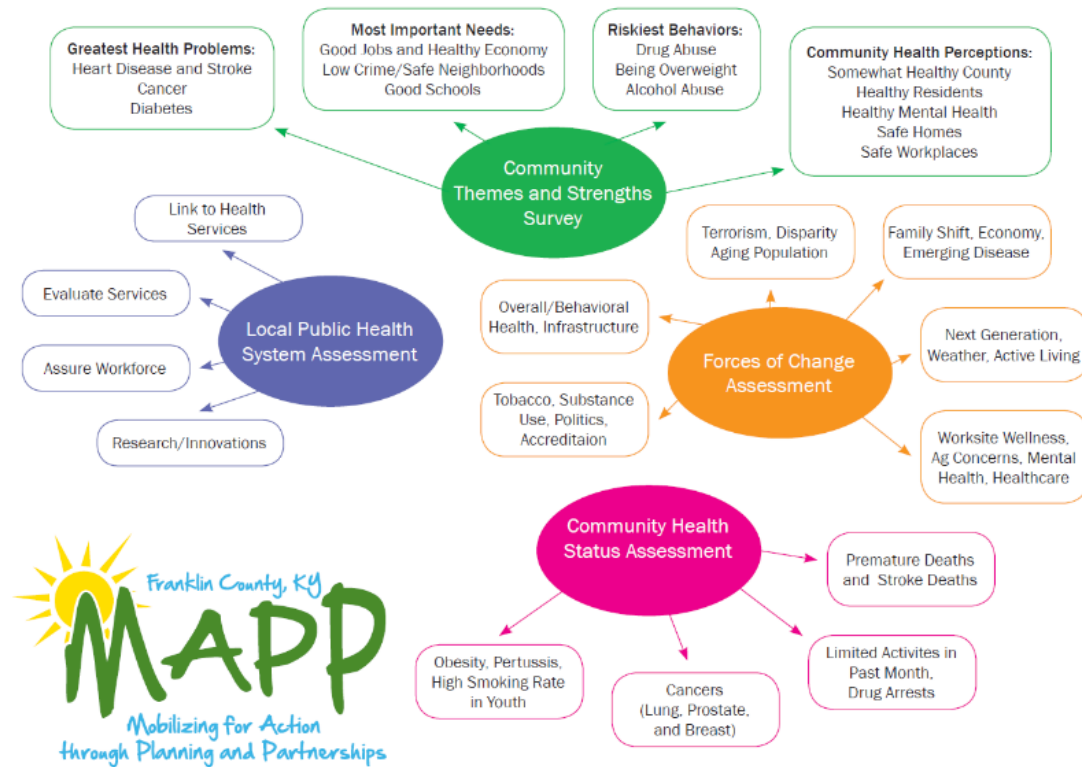 Greatest Health Problems:
Heart Disease and Stroke
Cancer
Diabetes
Most Important Needs:
Good Jobs and Healthy Economy
Low Crime/Safe Neighborhoods
Good Schools
Riskiest Behaviors:
Drug Abuse
Being Overweight
Alcohol Abuse
Community Health Perceptions:
Somewhat Healthy County
Healthy Residents
Healthy Mental Health
Safe Homes
Safe Workplaces
Community
Themes and Strengths
Survey
Link to Health
Services
Evaluate Services
Assure Workforce
Research/Innovations
Local Public Health
System Assessment
Terrorism, Disparity
Aging Population
Family Shift, Economy,
Emerging Disease
Overall/Behavioral
Health, Infrastructure
Next Generation,
Weather, Active Living
Forces of Change
Assessment
Tobacco, Substance
Use, Politics,
Accreditaion
Worksite Wellness,
Ag Concerns, Mental
Health, Healthcare
Community Health
Status Assessment
Premature Deaths
and Stroke Deaths
Limited Activites in
Past Month,
Drug Arrests
Cancers
(Lung, Prostate,
and Breast)
Obesity, Pertussis,
High Smoking Rate
in Youth
Franklin County, KY
MAPP
Mobilizing for Action
through Planning and Partnerships